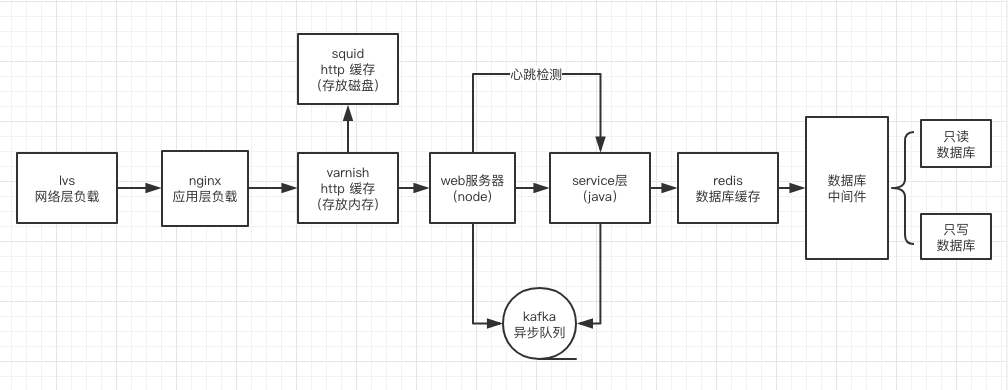 squid
http 缓存
（存放磁盘）
心跳检测
lvs
网络层负载
nginx
应用层负载
varnish
http 缓存
（存放内存）
web服务器
（node）
service层
（java）
redis
数据库缓存
数据库
中间件
只读
数据库
只写
数据库
kafka
异步队列